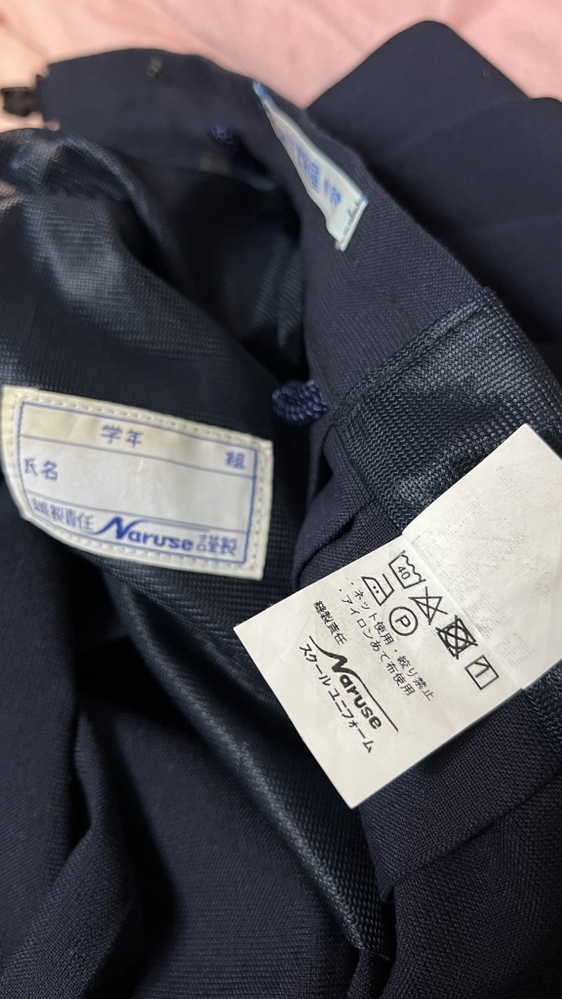 学年 組
氏名
縫製責任 Naruse 謹製
40
P
・ネット使用・絞り禁止
・アイロンあて布使用
縫製責任
Naruse
スクール ユニフォーム